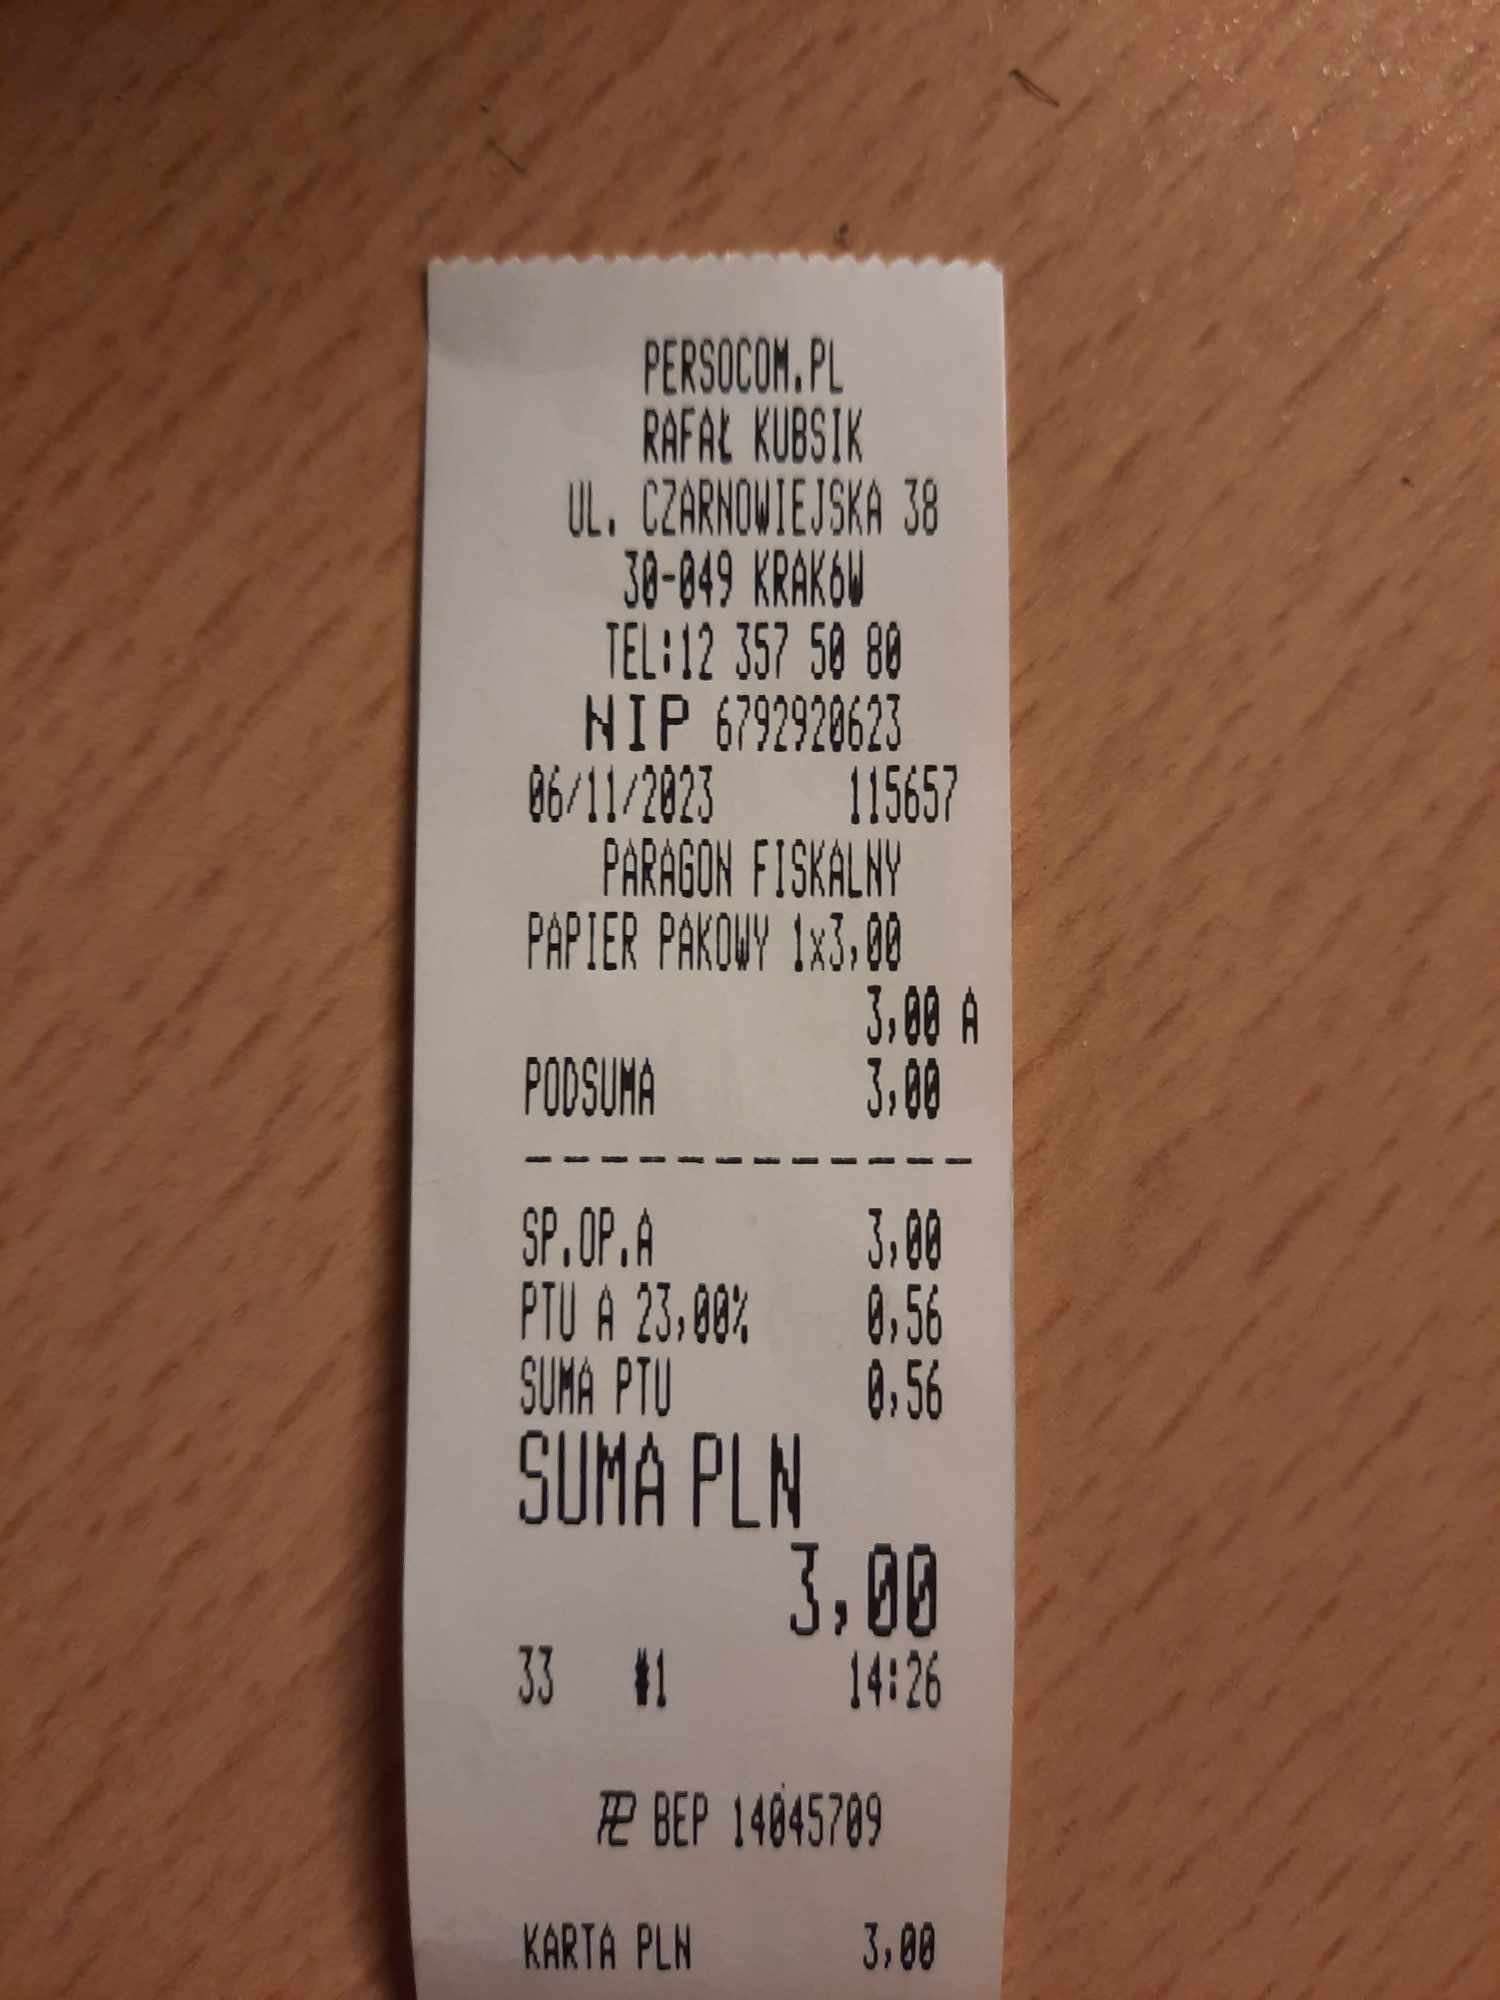 PERSOCOM.PL
RAFAŁ KUBSIK
UL. CZARNOWIEJSKA 38
30-049 KRAKÓW
TEL:12 357 50 80
NIP 6792920623
06/11/2023 115657
PARAGON FISKALNY
PAPIER PAKOWY 1x3,00
3,00 A
PODSUMA 3,00
SP.OP.A 3,00
PTU A 23,00% 0,56
SUMA PTU 0,56
SUMA PLN
3,00
33 #1 14:26
BEP 14045709
KARTA PLN 3,00